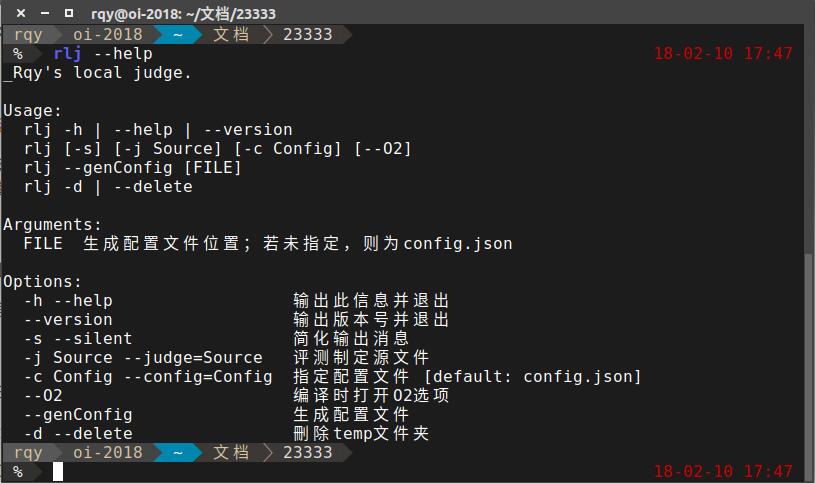 rqy@oi-2018: ~/文档/23333
rqy oi-2018 ~ 文档 23333
% rlj --help 18-02-10 17:47
_Rqy's local judge.
Usage:
rlj -h | --help | --version
rlj [-s] [-j Source] [-c Config] [--O2]
rlj --genConfig [FILE]
rlj -d | --delete
Arguments:
FILE 生成配置文件位置；若未指定，则为config.json
Options:
-h --help 输出此信息并退出
--version 输出版本号并退出
-s --silent 简化输出消息
-j Source --judge=Source 评测制定源文件
-c Config --config=Config 指定配置文件 [default: config.json]
--O2 编译时打开O2选项
--genConfig 生成配置文件
-d --delete 刪除temp文件夹
rqy oi-2018 ~ 文档 23333
% 18-02-10 17:47